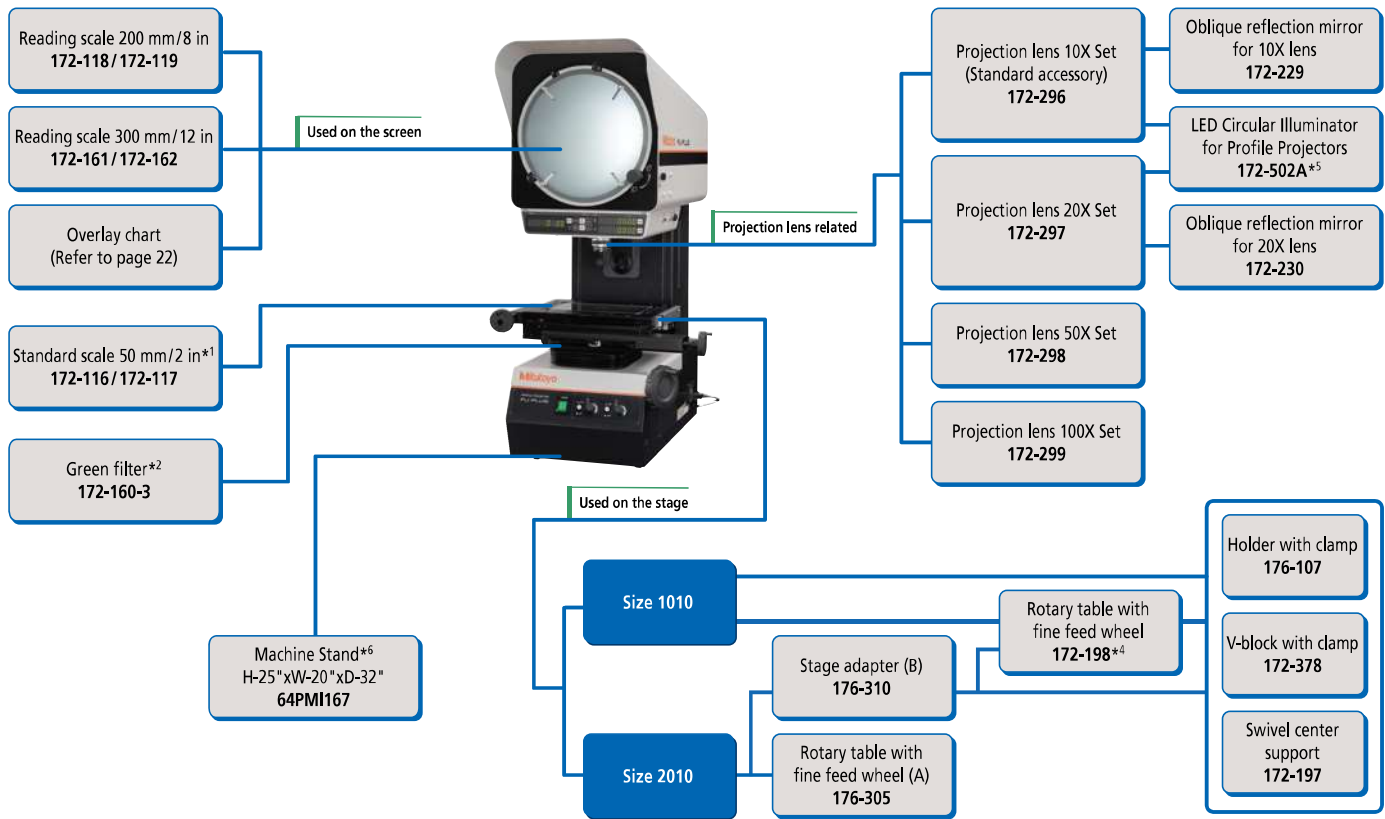 Reading scale 200 mm/8 in
172-118 / 172-119
Reading scale 300 mm/12 in
161 / 172-162
Overlay chart
(Refer to page 22)
Standard scale 50 mm/2 in*1
172-116 / 172-117
Green filter*2
172-160-3
Used on the screen
Mitutoyo
Projection lens related
Projection lens 10X Set
(Standard accessory)
172-296
Projection lens 20X Set
172-297
Projection lens 50X Set
172-298
Projection lens 100X Set
172-299
Oblique reflection mirror
for 10X lens
172-229
LED Circular Illuminator
for Profile Projectors
172-502A*5
Oblique reflection mirror
for 20X lens
172-230
Used on the stage
Machine Stand*6
H-25"xW-20"xD-32"
64PMI167
Size 1010
Size 2010
Stage adapter (B)
176-310
Rotary table with
fine feed wheel (A)
176-305
Rotary table with
fine feed wheel
172-198*4
Holder with clamp
176-107
V-block with clamp
172-378
Swivel center
support
172-197